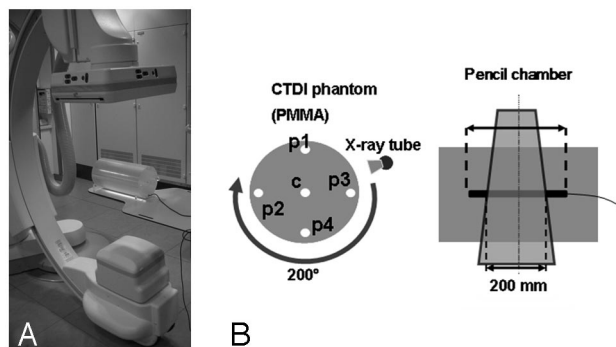 A
B
CTDI phantom
(PMMA)
X-ray tube
p1
c
p3
p2
p4
200°
Pencil chamber
200 mm